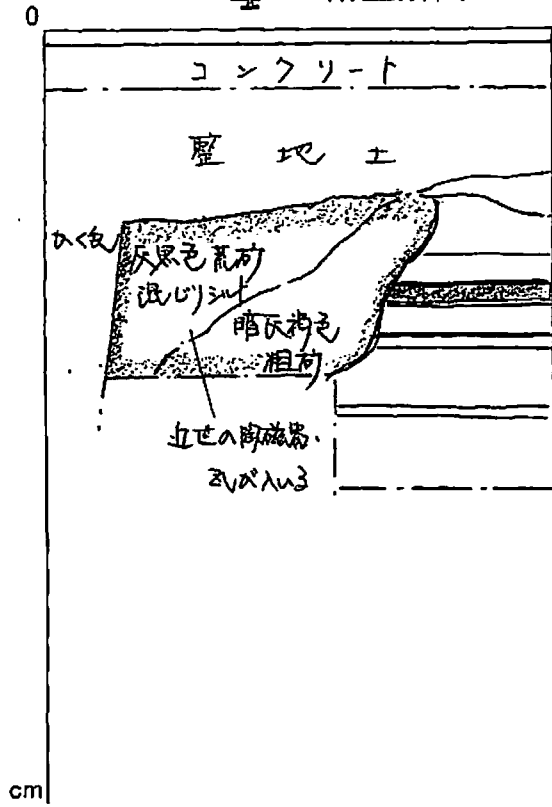 0
コンクリート
整地土
かく乱
灰黒色荒砂
混じりシルト
暗灰褐色
粗砂
近世の陶磁器、
瓦が入いる
cm